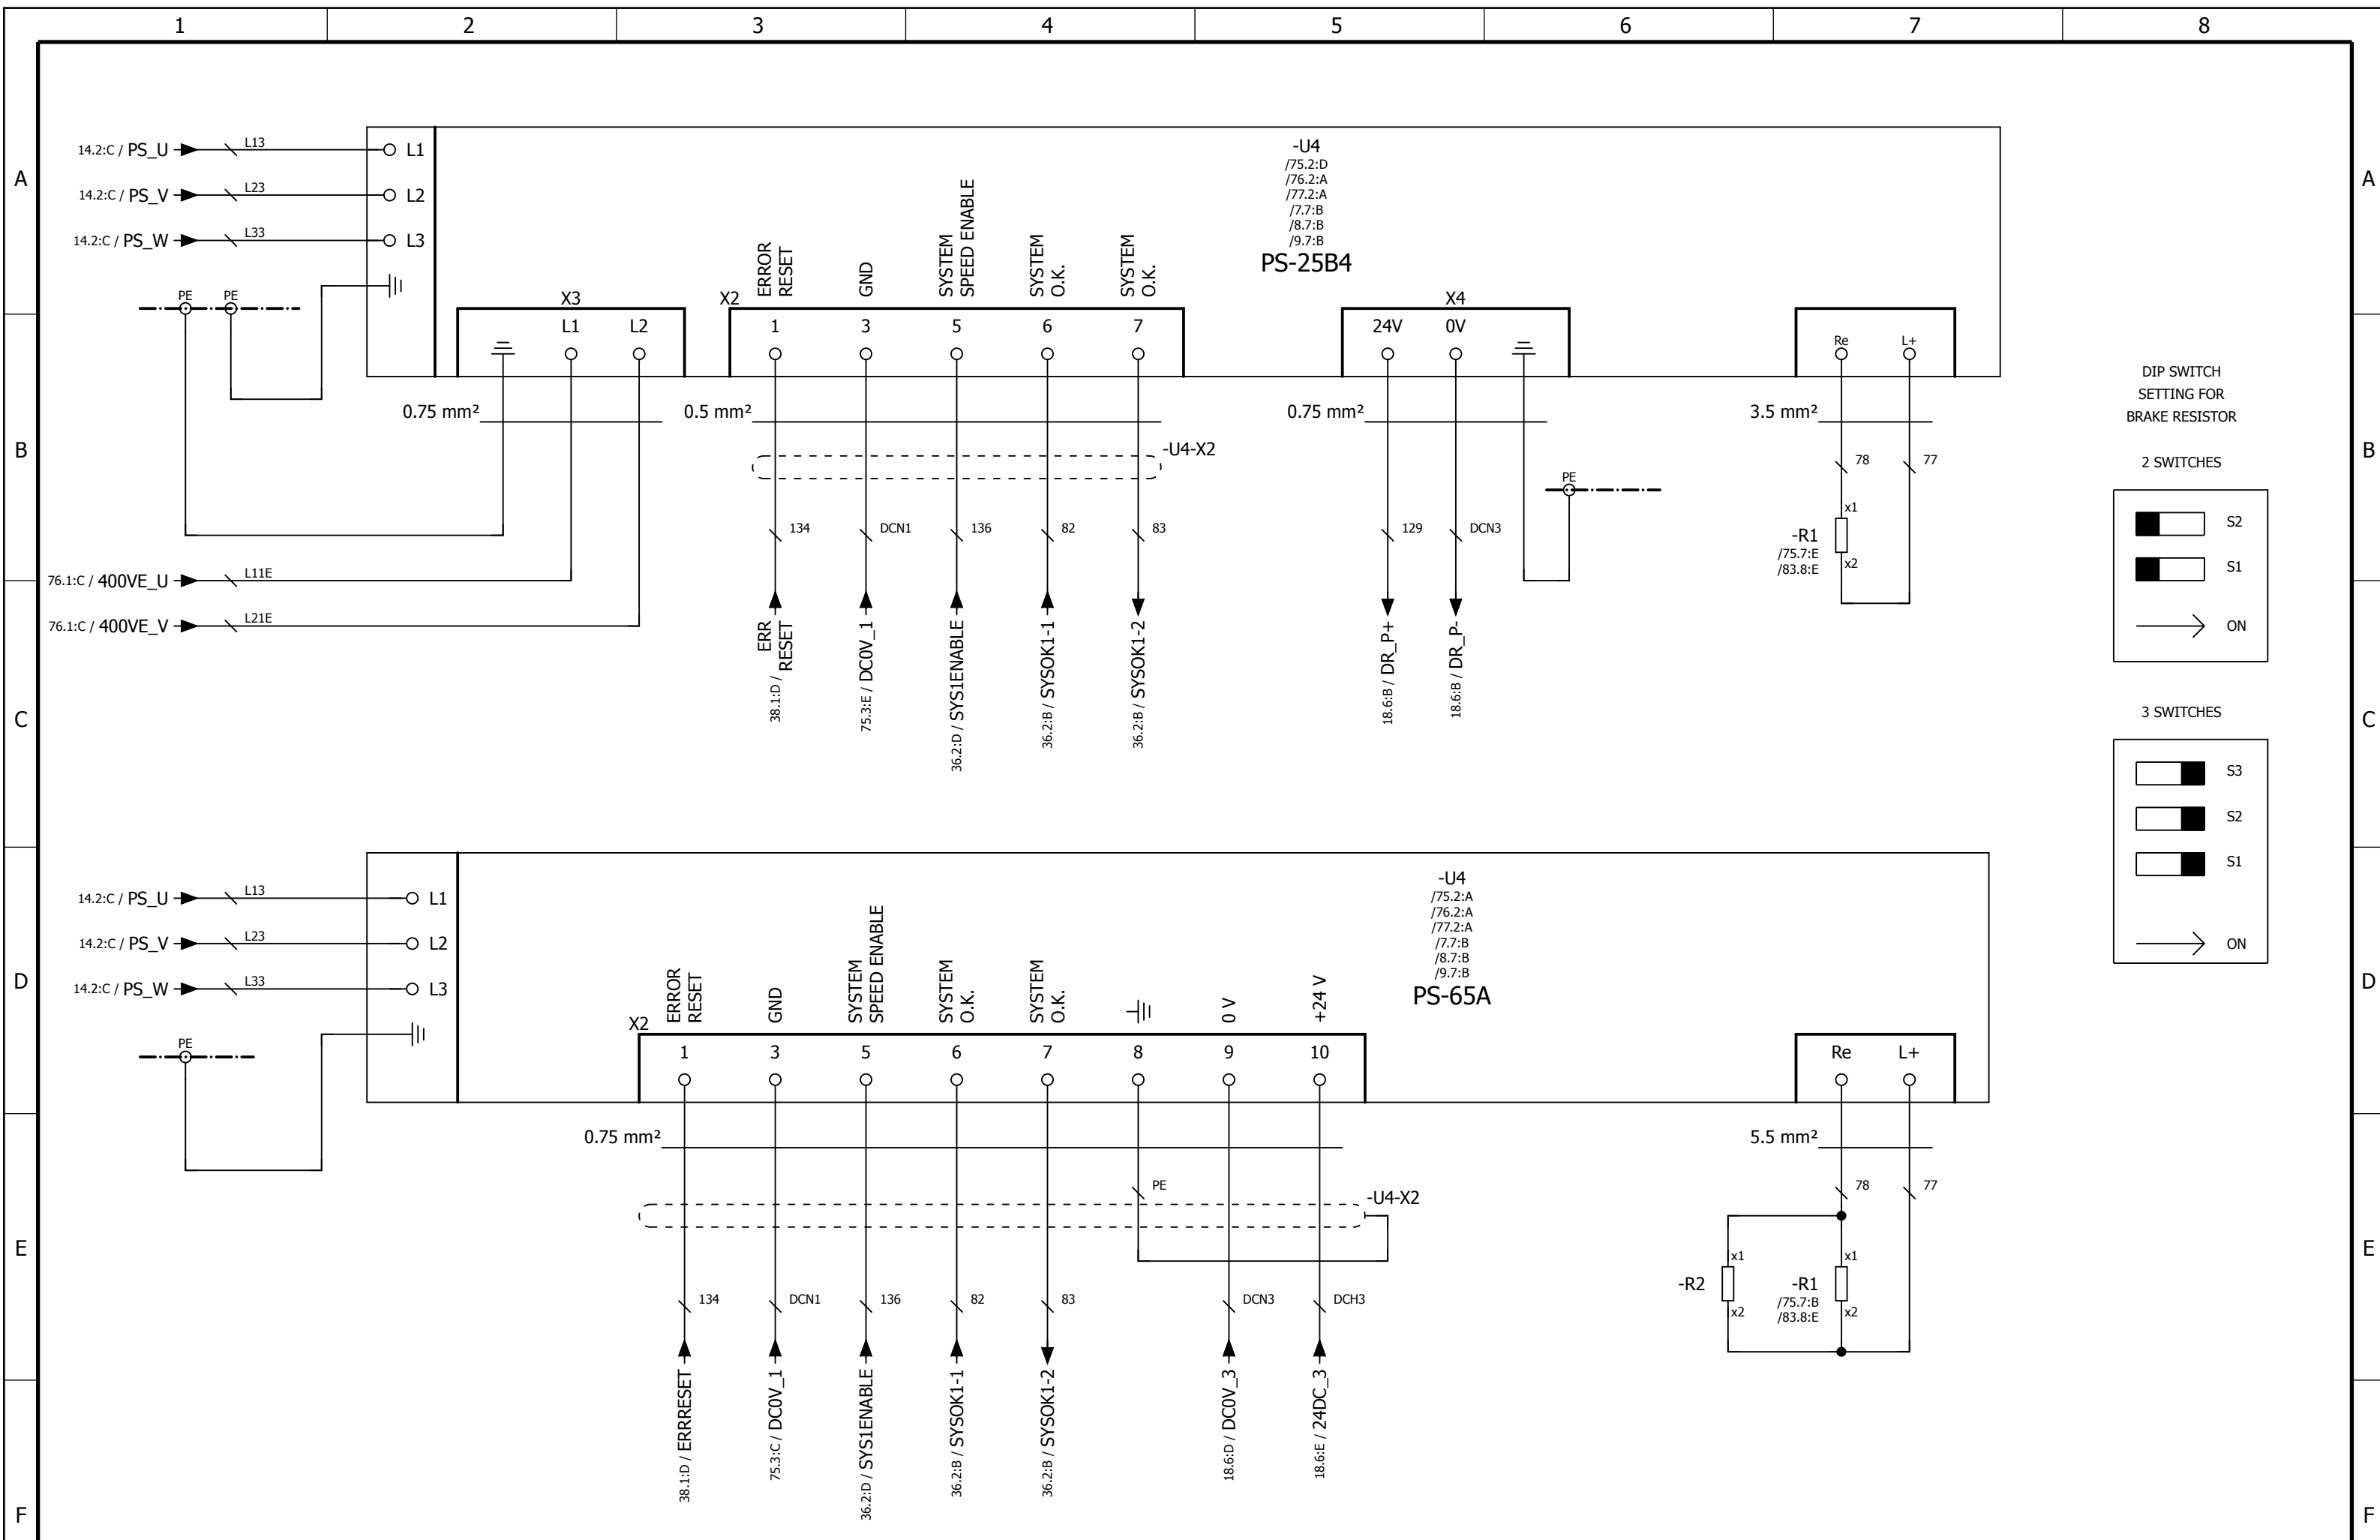 1 2 3 4 5 6 7 8
A A
B B
C C
D D
E E
F F
14.2:C / PS_U L13 L1
14.2:C / PS_V L23 L2
14.2:C / PS_W L33 L3
PE PE
-U4
/75.2:D
/76.2:A
/77.2:A
/7.7:B
/8.7:B
/9.7:B
PS-25B4
X3
L1 L2
X2
ERROR
RESET
GND
SYSTEM
SPEED ENABLE
SYSTEM
O.K.
SYSTEM
O.K.
1 3 5 6 7
X4
24V 0V
Re L+
0.75 mm²
0.5 mm²
0.75 mm²
3.5 mm²
-U4-X2
PE
78 77
134 DCN1 136 82 83
129 DCN3
x1
-R1
/75.7:E
/83.8:E
x2
76.1:C / 400VE_U L11E
76.1:C / 400VE_V L21E
38.1:D / ERR
RESET
75.3:E / DC0V_1
36.2:D / SYS1ENABLE
36.2:B / SYSOK1-1
36.2:B / SYSOK1-2
18.6:B / DR_P+
18.6:B / DR_P-
DIP SWITCH
SETTING FOR
BRAKE RESISTOR
2 SWITCHES
S2
S1
ON
3 SWITCHES
S3
S2
S1
ON
14.2:C / PS_U L13 L1
14.2:C / PS_V L23 L2
14.2:C / PS_W L33 L3
PE
-U4
/75.2:A
/76.2:A
/77.2:A
/7.7:B
/8.7:B
/9.7:B
PS-65A
X2
ERROR
RESET
GND
SYSTEM
SPEED ENABLE
SYSTEM
O.K.
SYSTEM
O.K.
0 V
+24 V
1 3 5 6 7 8 9 10
Re L+
0.75 mm²
5.5 mm²
PE
-U4-X2
78 77
134 DCN1 136 82 83 DCN3 DCH3
x1
-R2
x2
x1
-R1
/75.7:B
/83.8:E
x2
38.1:D / ERRRESET
75.3:C / DC0V_1
36.2:D / SYS1ENABLE
36.2:B / SYSOK1-1
36.2:B / SYSOK1-2
18.6:D / DC0V_3
18.6:E / 24DC_3